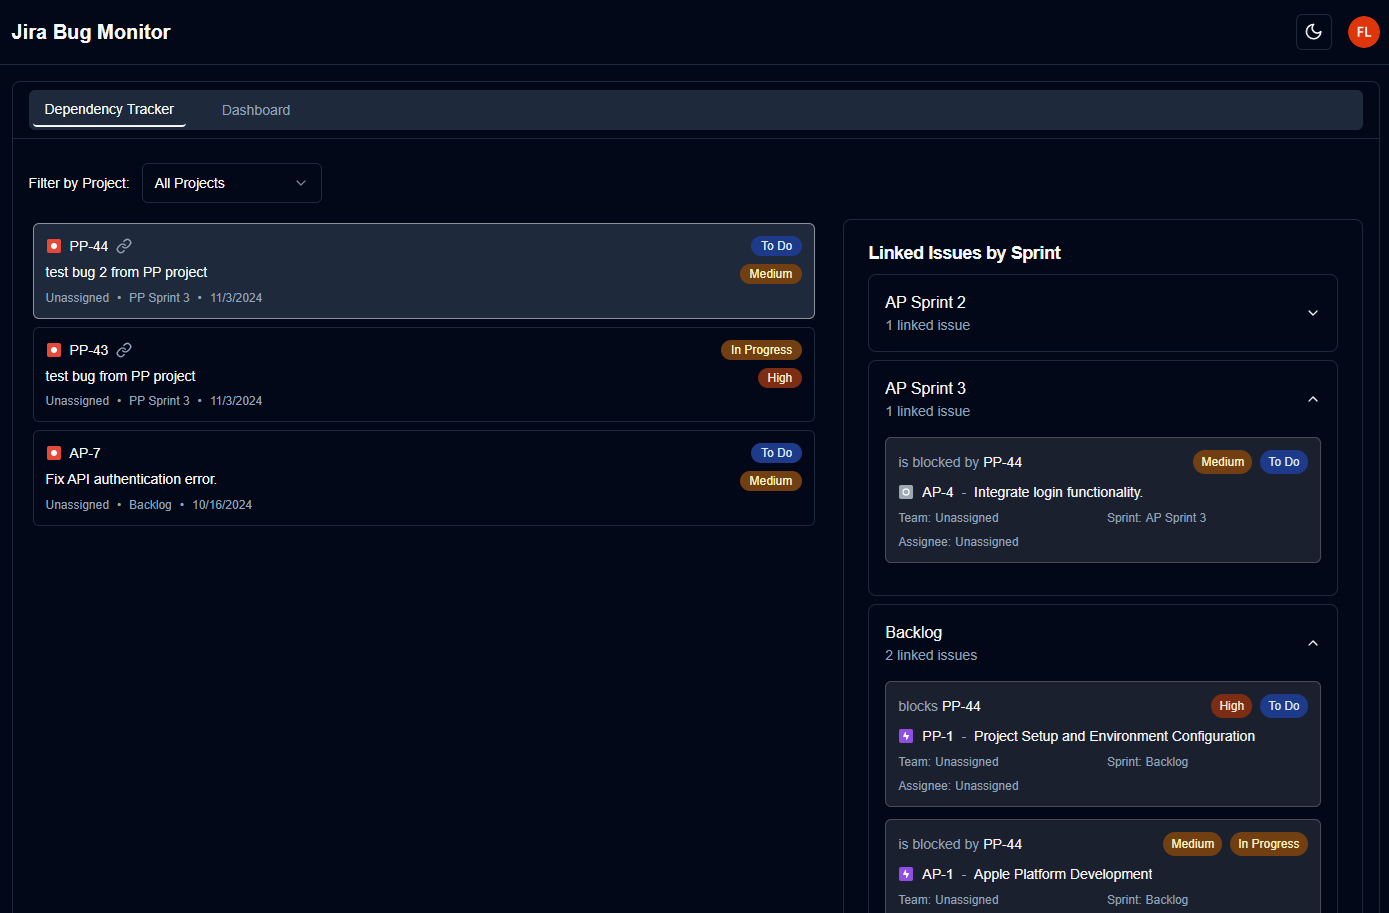 Jira Bug Monitor
FL
Dependency Tracker
Dashboard
Filter by Project:
All Projects
PP-44
To Do
test bug 2 from PP project
Medium
Unassigned • PP Sprint 3 • 11/3/2024
PP-43
In Progress
test bug from PP project
High
Unassigned • PP Sprint 3 • 11/3/2024
AP-7
To Do
Fix API authentication error.
Medium
Unassigned • Backlog • 10/16/2024
Linked Issues by Sprint
AP Sprint 2
1 linked issue
AP Sprint 3
1 linked issue
is blocked by PP-44
Medium
To Do
AP-4 - Integrate login functionality.
Team: Unassigned
Sprint: AP Sprint 3
Assignee: Unassigned
Backlog
2 linked issues
blocks PP-44
High
To Do
PP-1 - Project Setup and Environment Configuration
Team: Unassigned
Sprint: Backlog
Assignee: Unassigned
is blocked by PP-44
Medium
In Progress
AP-1 - Apple Platform Development
Team: Unassigned
Sprint: Backlog